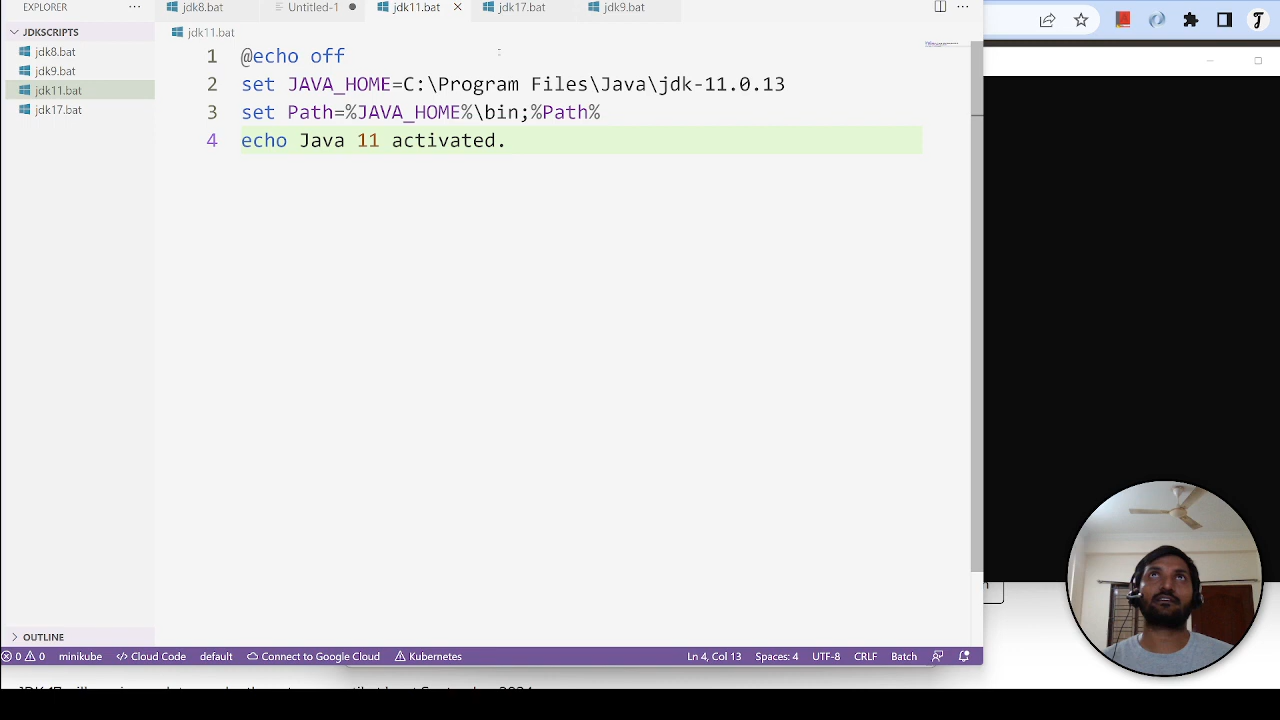 EXPLORER
jdk8.bat
Untitled-1
jdk11.bat
jdk17.bat
jdk9.bat
JDKSCRIPTS
jdk8.bat
jdk9.bat
jdk11.bat
jdk17.bat
jdk11.bat
1 @echo off
2 set JAVA_HOME=C:\Program Files\Java\jdk-11.0.13
3 set Path=%JAVA_HOME%\bin;%Path%
4 echo Java 11 activated.
OUTLINE
0 0 minikube Cloud Code default Connect to Google Cloud Kubernetes
Ln 4, Col 13 Spaces: 4 UTF-8 CRLF Batch